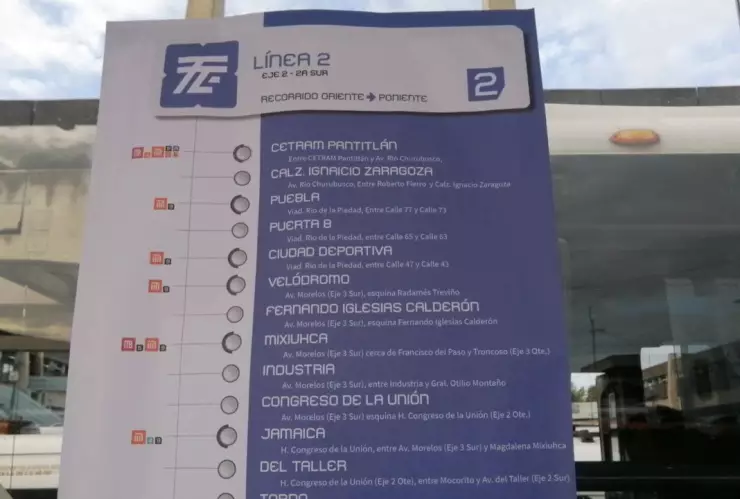 LÍNEA 2
EJE 2 - 2A SUR
RECORRIDO ORIENTE ➔ PONIENTE
2
CETRAM PANTITLÁN
Entre CETRAM Pantitlán y Av. Río Churubusco,
CALZ. IGNACIO ZARAGOZA
Av. Río Churubusco, Entre Roberto Fierro y Calz. Ignacio Zaragoza
PUEBLA
Viad. Río de la Piedad, Entre Calle 77 y Calle 73
PUERTA 8
Viad. Río de la Piedad, entre Calle 65 y Calle 63
CIUDAD DEPORTIVA
Viad. Río de la Piedad, entre Calle 47 y Calle 43
VELÓDROMO
Av. Morelos (Eje 3 Sur), esquina Radamés Treviño
FERNANDO IGLESIAS CALDERÓN
Av. Morelos (Eje 3 Sur), esquina Fernando Iglesias Calderón
MIXIUHCA
Av. Morelos (Eje 3 Sur) cerca de Francisco del Paso y Troncoso (Eje 3 Ote.)
INDUSTRIA
Av. Morelos (Eje 3 Sur), entre Industria y Gral. Otilio Montaño
CONGRESO DE LA UNIÓN
Av. Morelos (Eje 3 Sur) esquina H. Congreso de la Unión (Eje 2 Ote.)
JAMAICA
H. Congreso de la Unión, entre Av. Morelos (Eje 3 Sur) y Magdalena Mixiuhca
DEL TALLER
H. Congreso de la Unión (Eje 2 Ote), entre Mocorito y Av. del Taller (Eje 2 Sur)